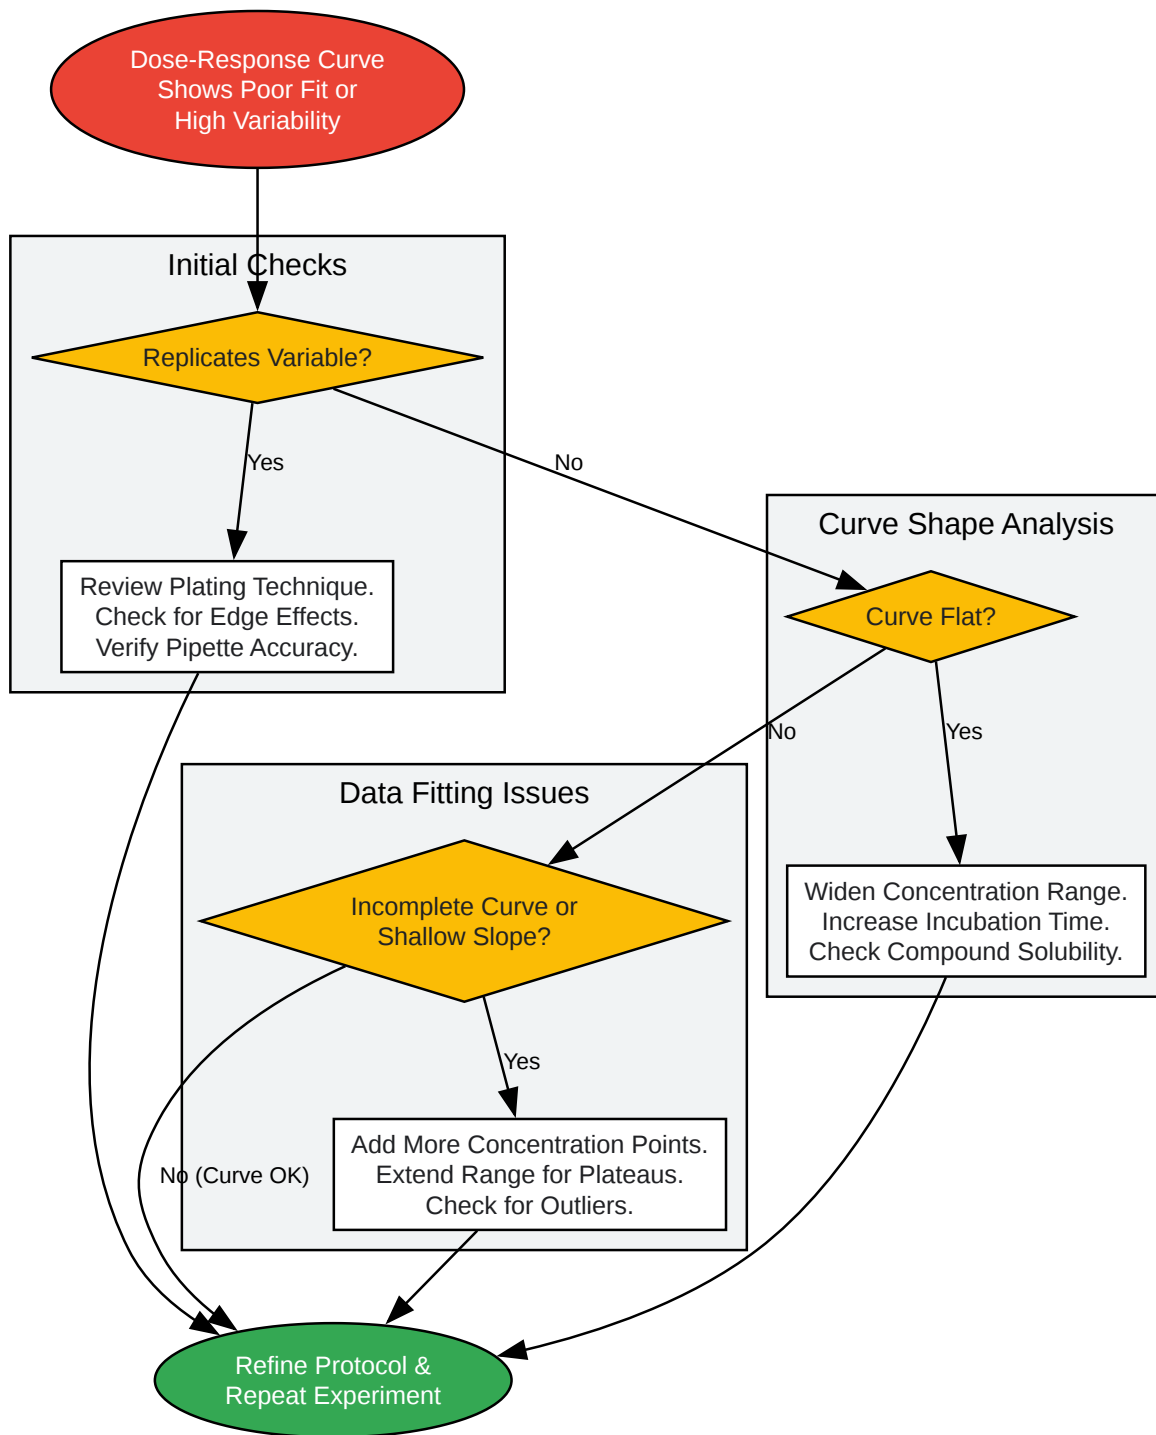 Dose-Response Curve
Shows Poor Fit or
High Variability
Initial Checks
Replicates Variable?
Yes
No
Review Plating Technique.
Check for Edge Effects.
Verify Pipette Accuracy.
Curve Shape Analysis
Curve Flat?
No
Yes
Data Fitting Issues
Incomplete Curve or
Shallow Slope?
Widen Concentration Range.
Increase Incubation Time.
Check Compound Solubility.
Yes
No (Curve OK)
Add More Concentration Points.
Extend Range for Plateaus.
Check for Outliers.
Refine Protocol &
Repeat Experiment